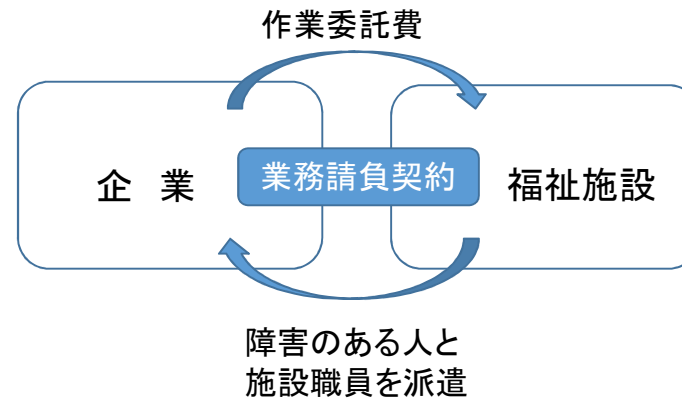 作業委託費
企 業
業務請負契約
福祉施設
障害のある人と
施設職員を派遣